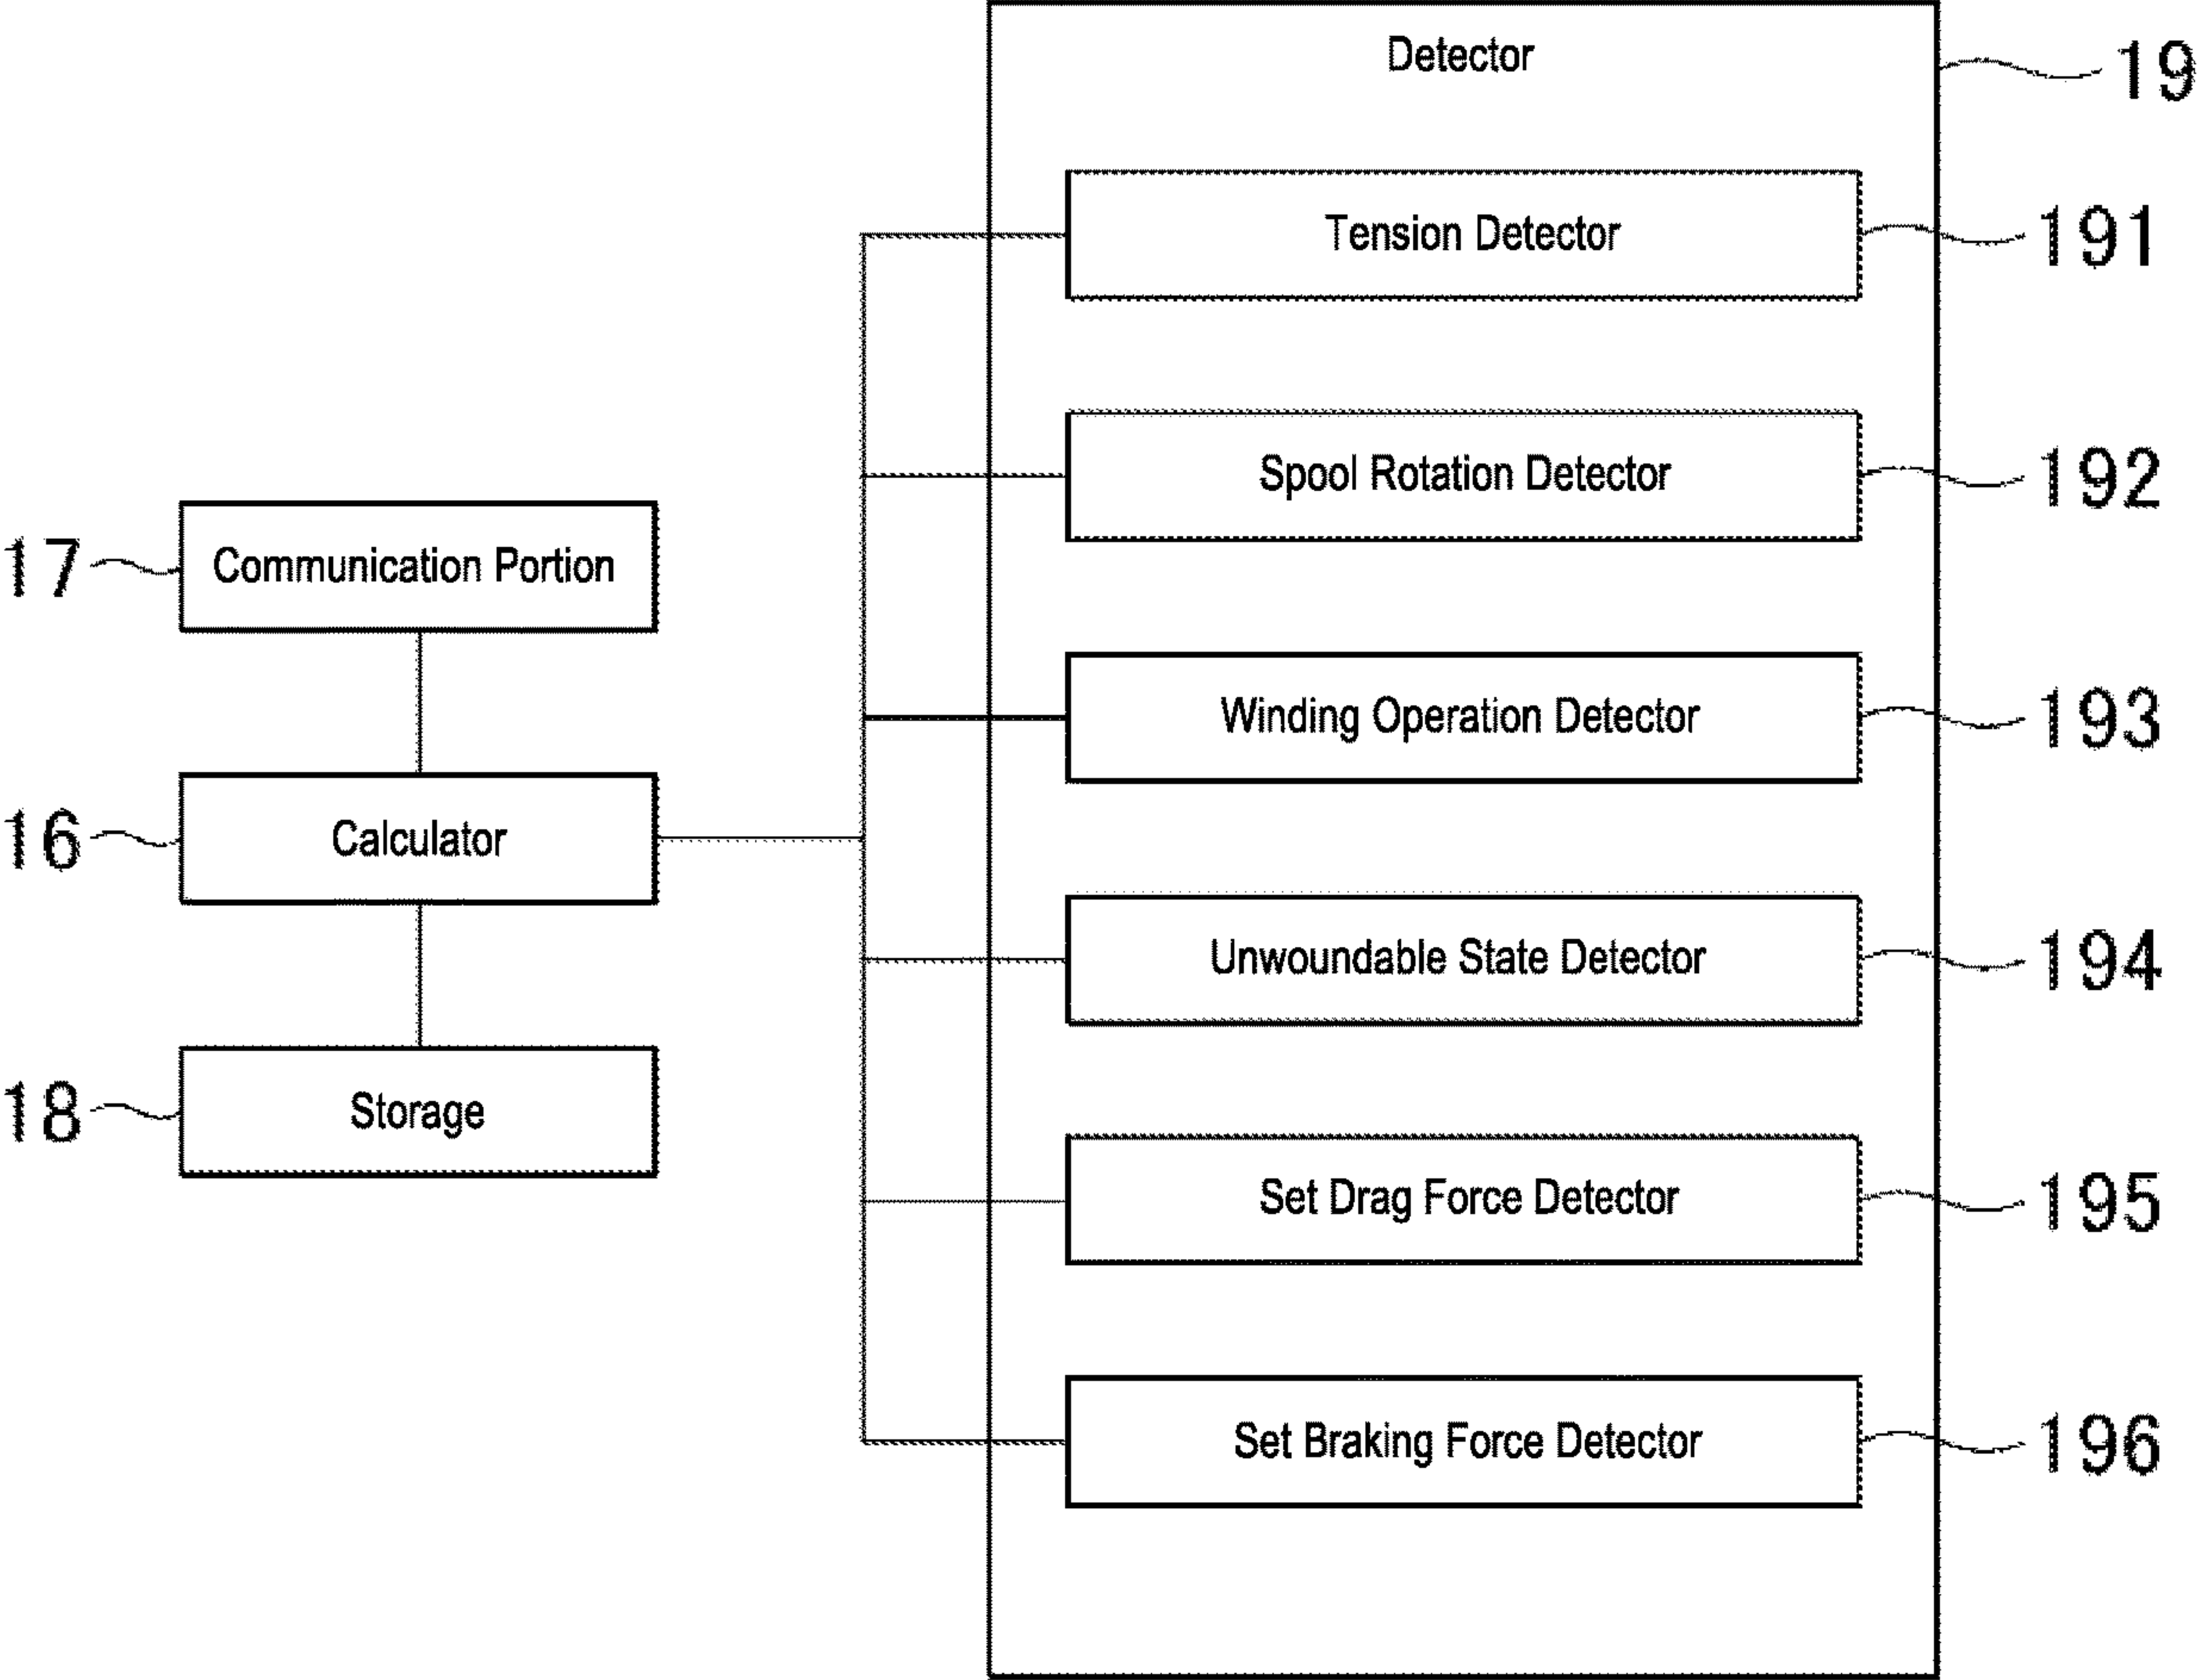 Detector
19
Tension Detector
191
Spool Rotation Detector
192
17
Communication Portion
Winding Operation Detector
193
16
Calculator
Unwoundable State Detector
194
18
Storage
Set Drag Force Detector
195
Set Braking Force Detector
196